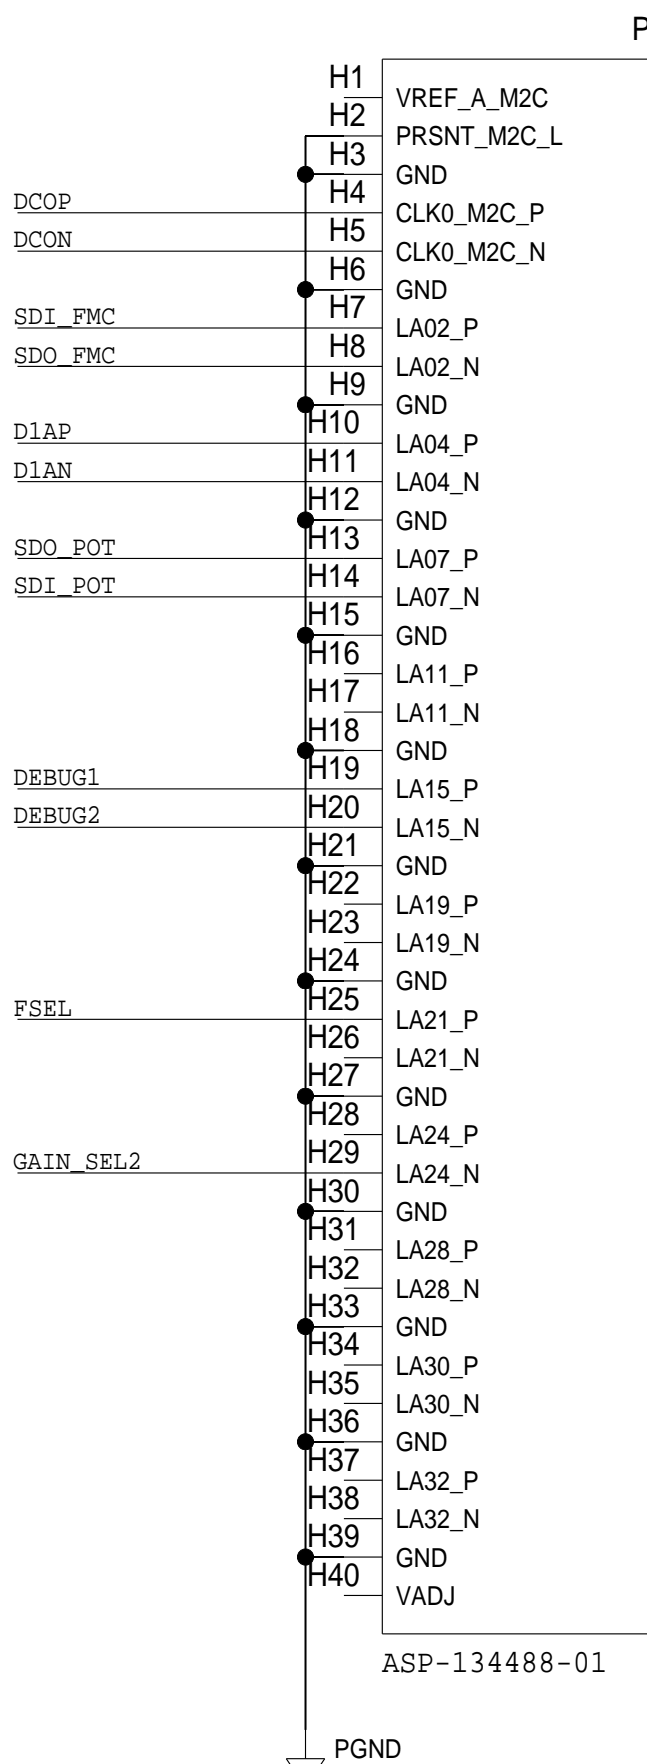 P
H1 VREF_A_M2C
H2 PRSNT_M2C_L
H3 GND
DCOP H4 CLK0_M2C_P
DCON H5 CLK0_M2C_N
H6 GND
SDI_FMC H7 LA02_P
SDO_FMC H8 LA02_N
H9 GND
D1AP H10 LA04_P
D1AN H11 LA04_N
H12 GND
SDO_POT H13 LA07_P
SDI_POT H14 LA07_N
H15 GND
H16 LA11_P
H17 LA11_N
H18 GND
DEBUG1 H19 LA15_P
DEBUG2 H20 LA15_N
H21 GND
H22 LA19_P
H23 LA19_N
H24 GND
FSEL H25 LA21_P
H26 LA21_N
H27 GND
H28 LA24_P
GAIN_SEL2 H29 LA24_N
H30 GND
H31 LA28_P
H32 LA28_N
H33 GND
H34 LA30_P
H35 LA30_N
H36 GND
H37 LA32_P
H38 LA32_N
H39 GND
H40 VADJ
ASP-134488-01
PGND